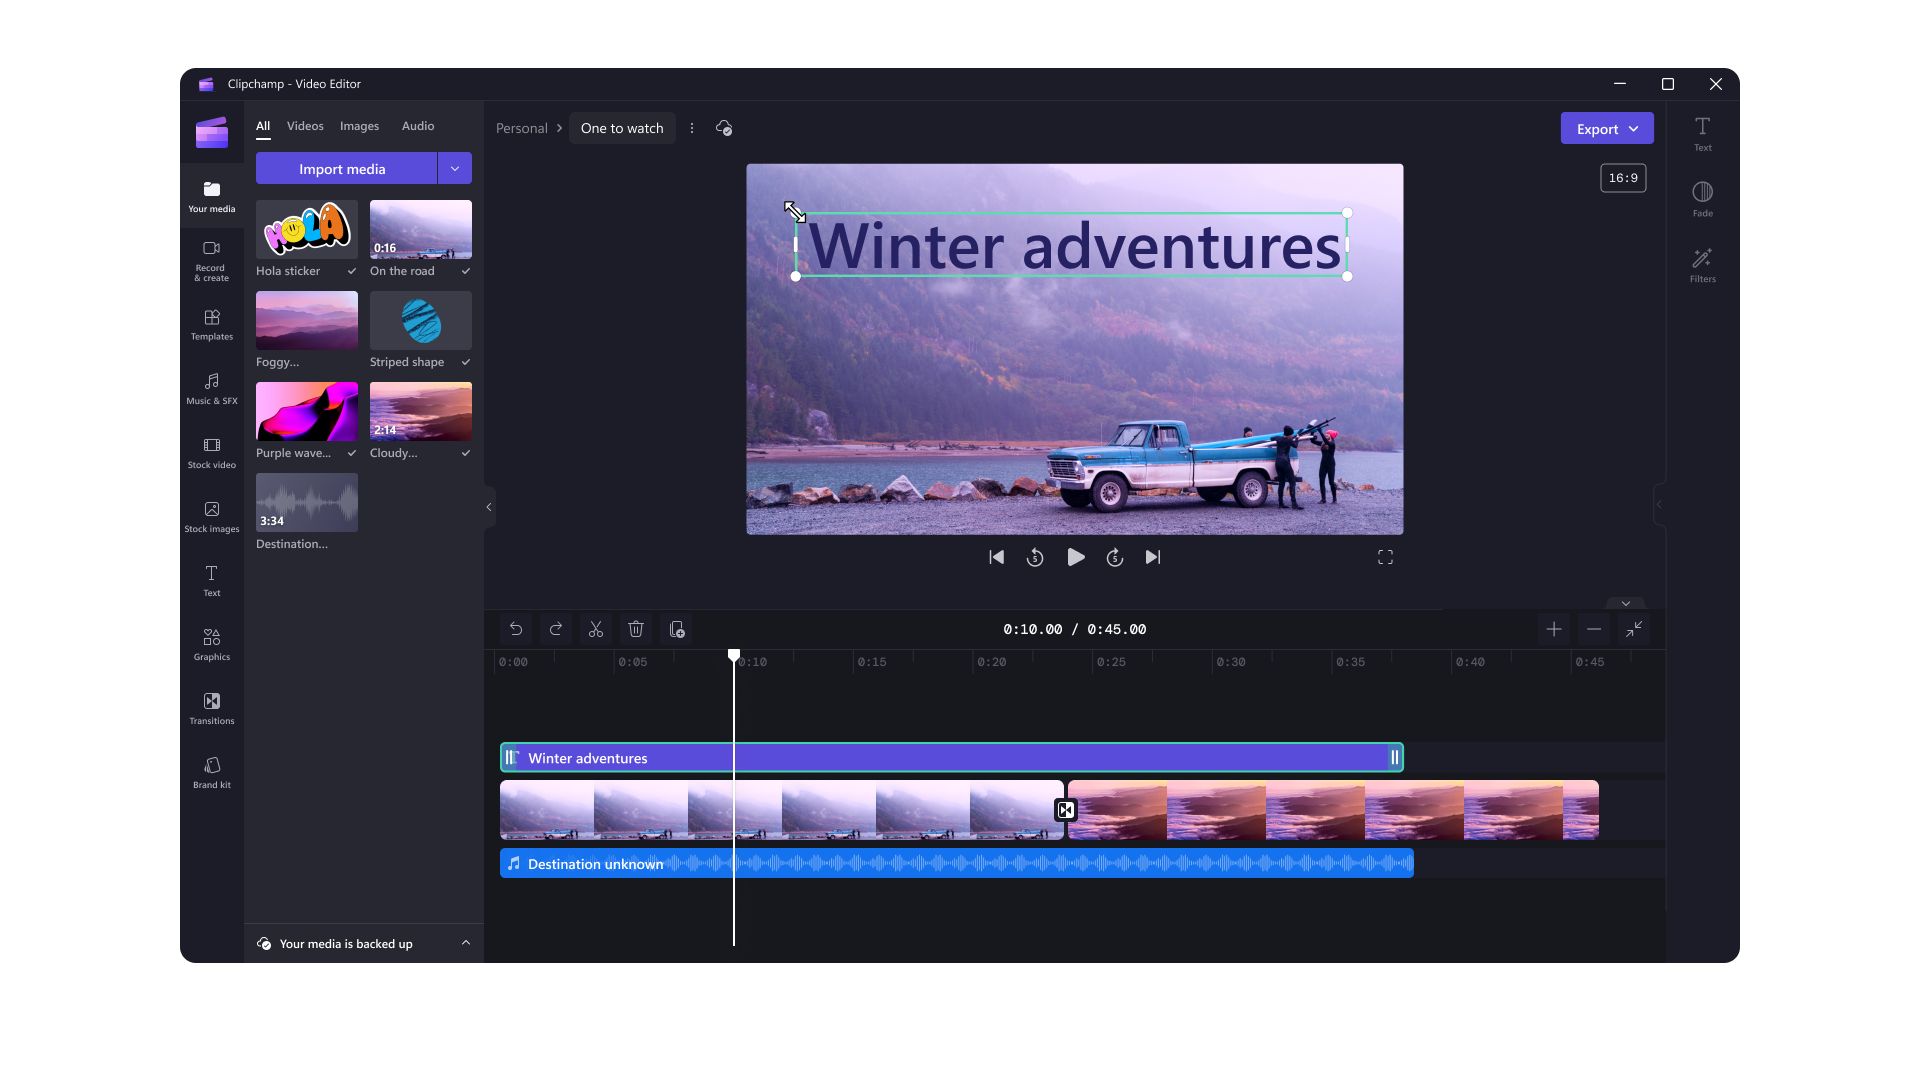 Clipchamp - Video Editor
All Videos Images Audio
Import media
Personal > One to watch
Export
16:9
Your media
Record
& create
Templates
Music & SFX
Stock video
Stock images
Text
Graphics
Transitions
Brand kit
HOLA
Hola sticker
0:16
On the road
Foggy...
Striped shape
Purple wave...
2:14
Cloudy...
3:34
Destination...
Your media is backed up
Winter adventures
5
5
Text
Fade
Filters
0:10.00 / 0:45.00
0:00 0:05 0:10 0:15 0:20 0:25 0:30 0:35 0:40 0:45
Winter adventures
Destination unknown